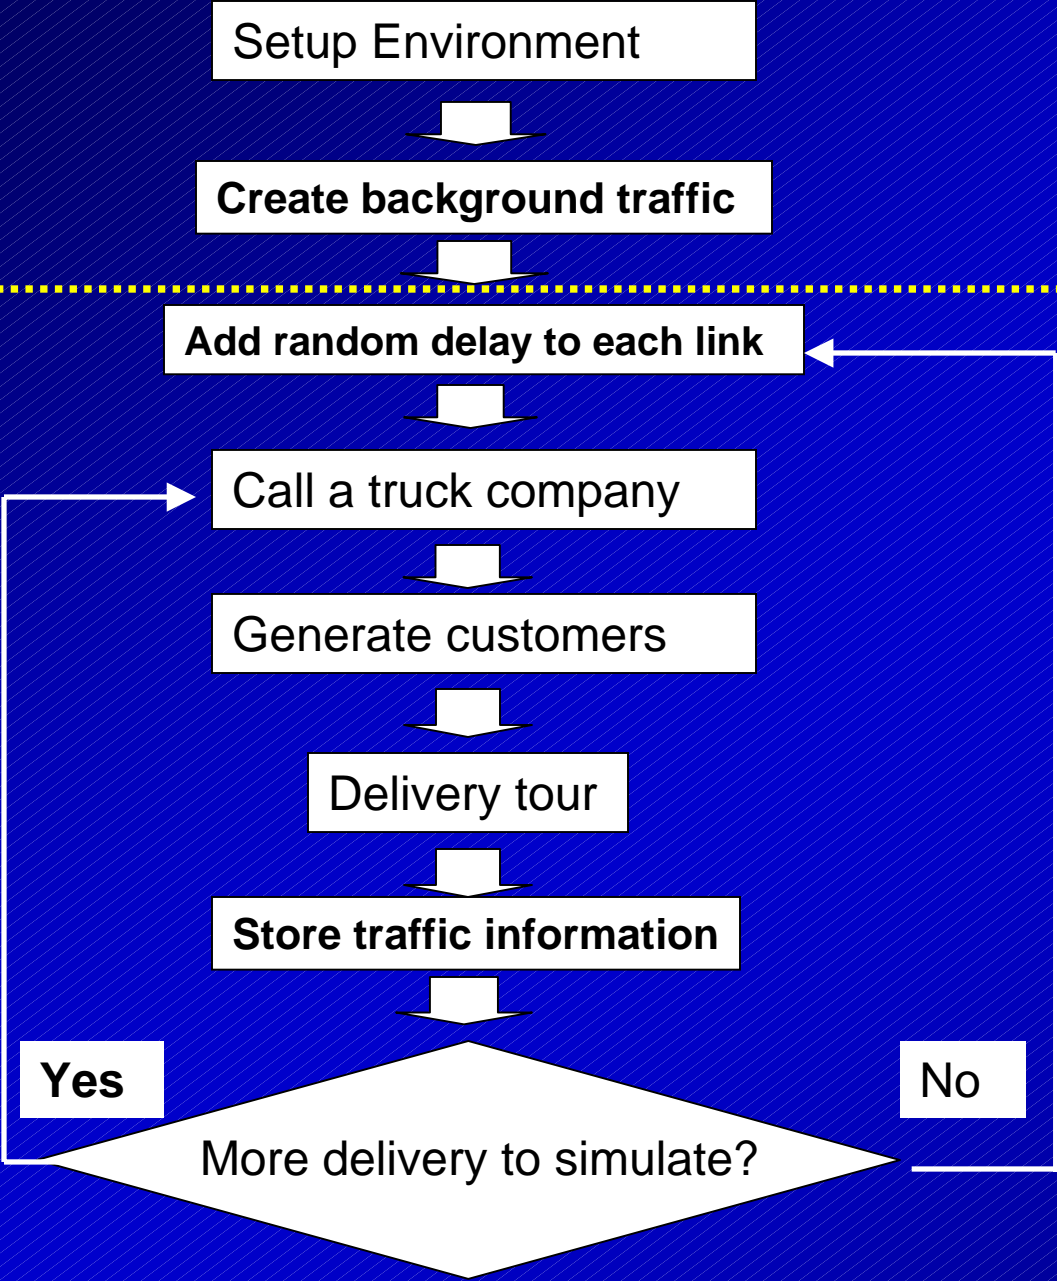 Setup Environment
Create background traffic
Add random delay to each link
Call a truck company
Generate customers
Delivery tour
Store traffic information
Yes
No
More delivery to simulate?